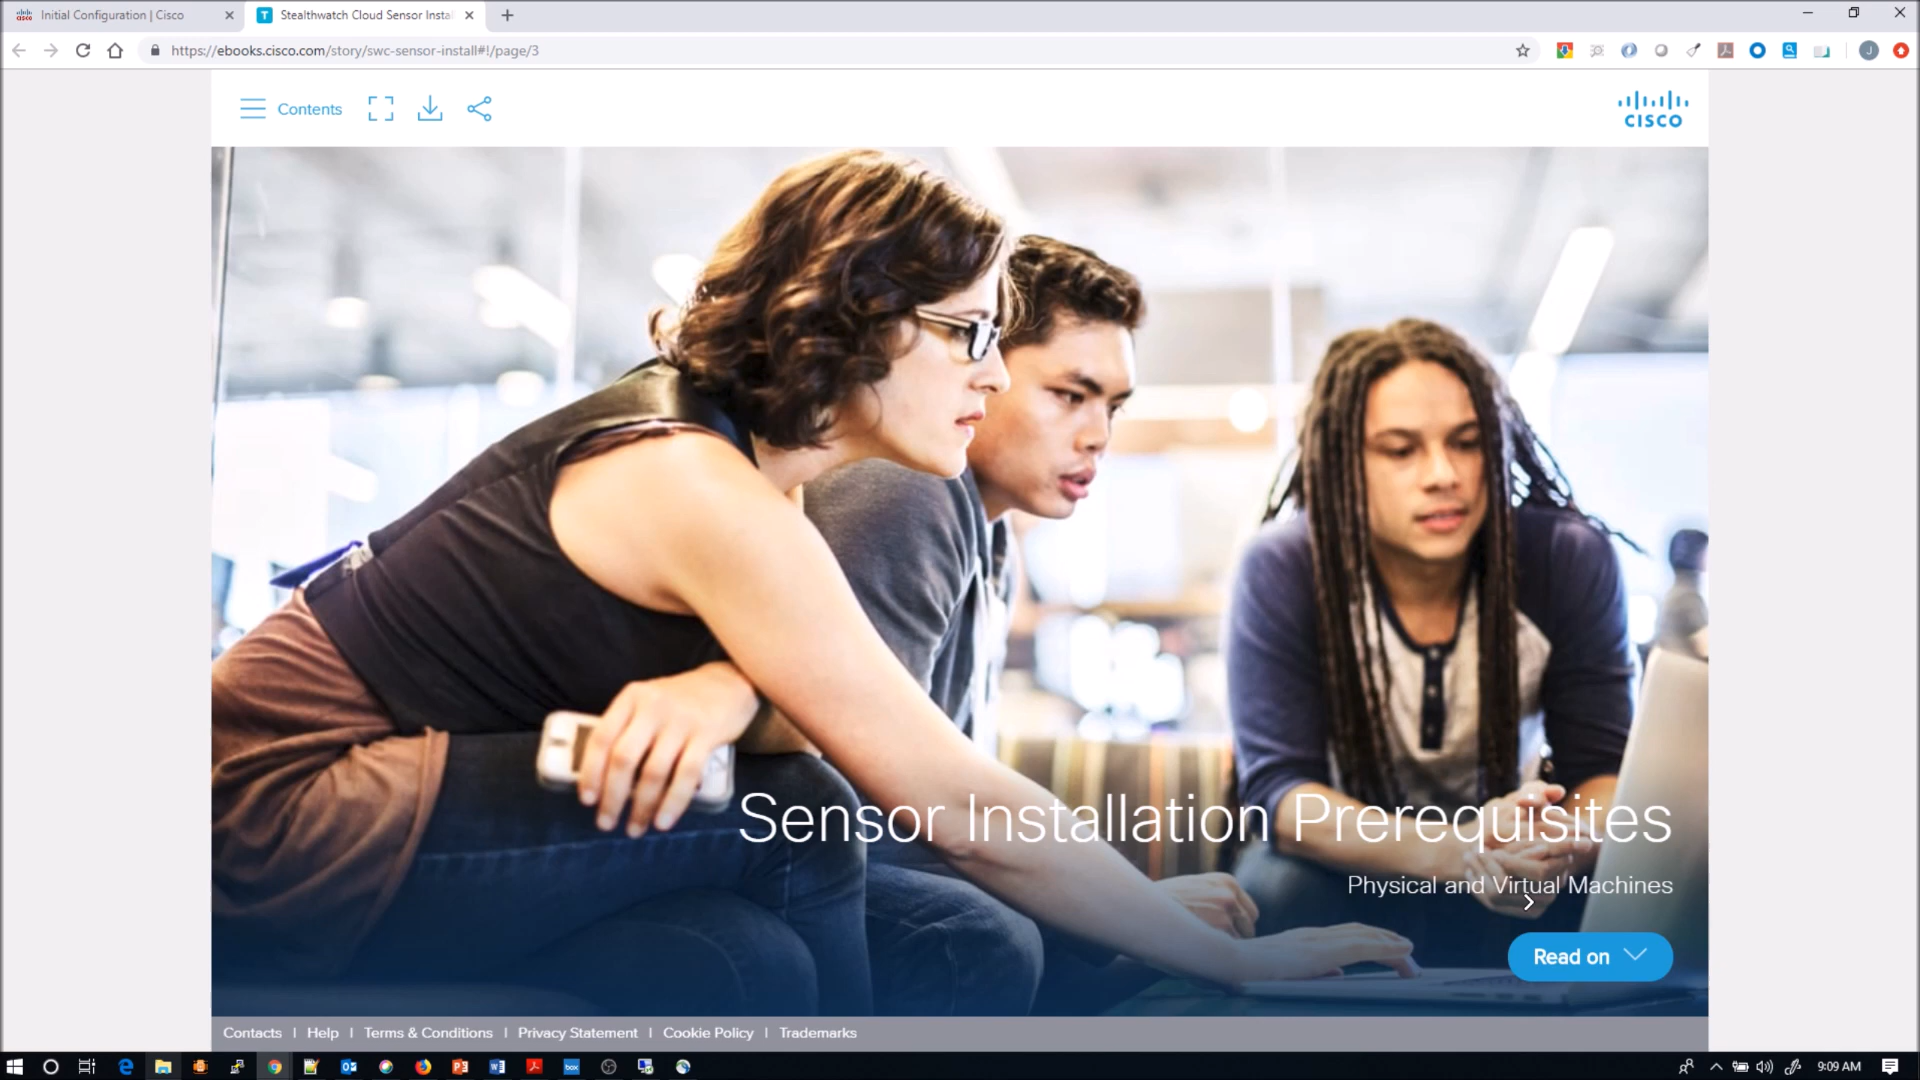 Initial Configuration | Cisco
Stealthwatch Cloud Sensor Insta
https://ebooks.cisco.com/story/swc-sensor-install#!/page/3
Contents
CISCO
Sensor Installation Prerequisites
Physical and Virtual Machines
Read on
Contacts | Help | Terms & Conditions | Privacy Statement | Cookie Policy | Trademarks
9:09 AM